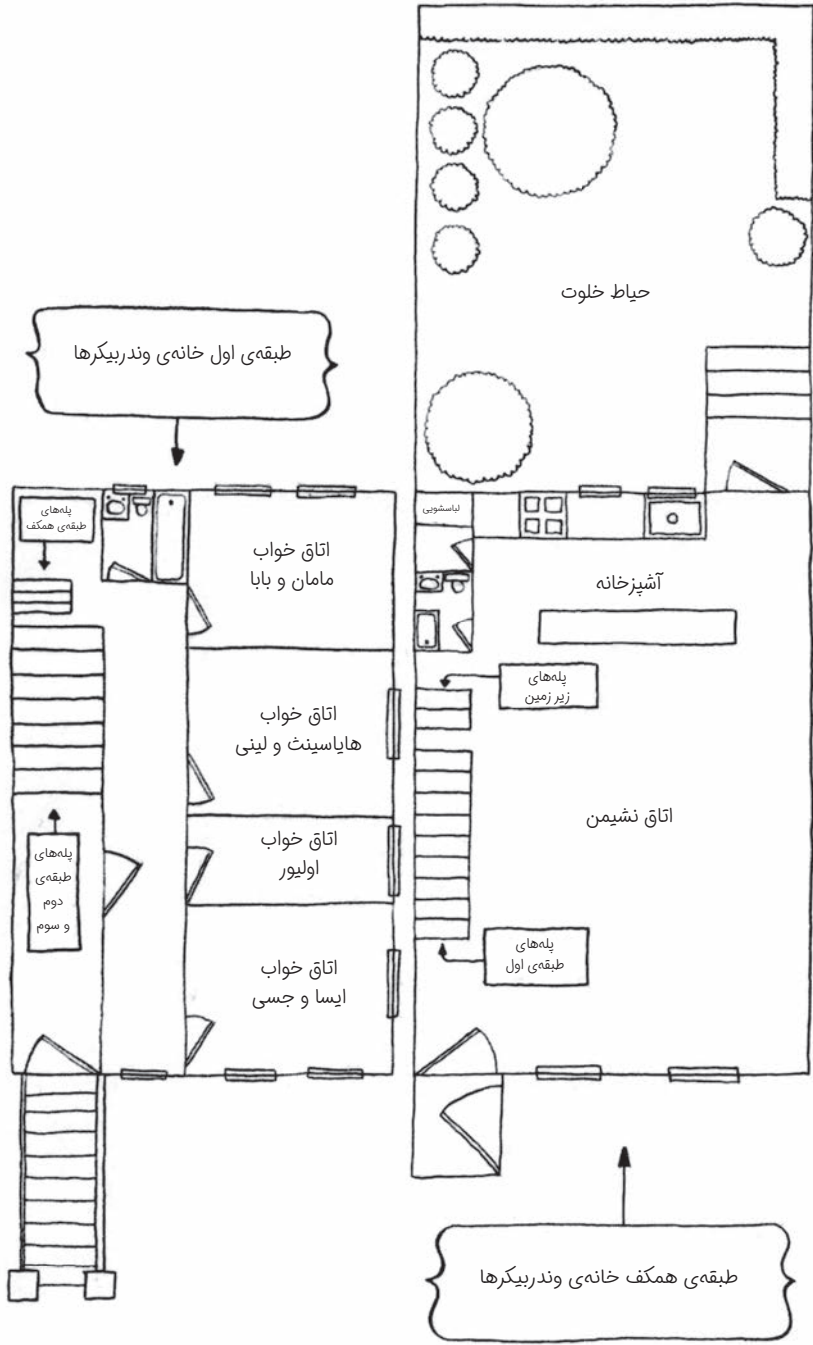 حیاط خلوت
لباسشویی
آشپزخانه
پله‌های
زیر زمین
اتاق نشیمن
پله‌های
طبقه‌ی اول
طبقه‌ی همکف خانه‌ی وندربیکرها
طبقه‌ی اول خانه‌ی وندربیکرها
پله‌های
طبقه‌ی همکف
اتاق خواب
مامان و بابا
اتاق خواب
هایاسینث و لینی
اتاق خواب
اولیور
پله‌های
طبقه‌ی
دوم
و سوم
اتاق خواب
ایسا و جسی